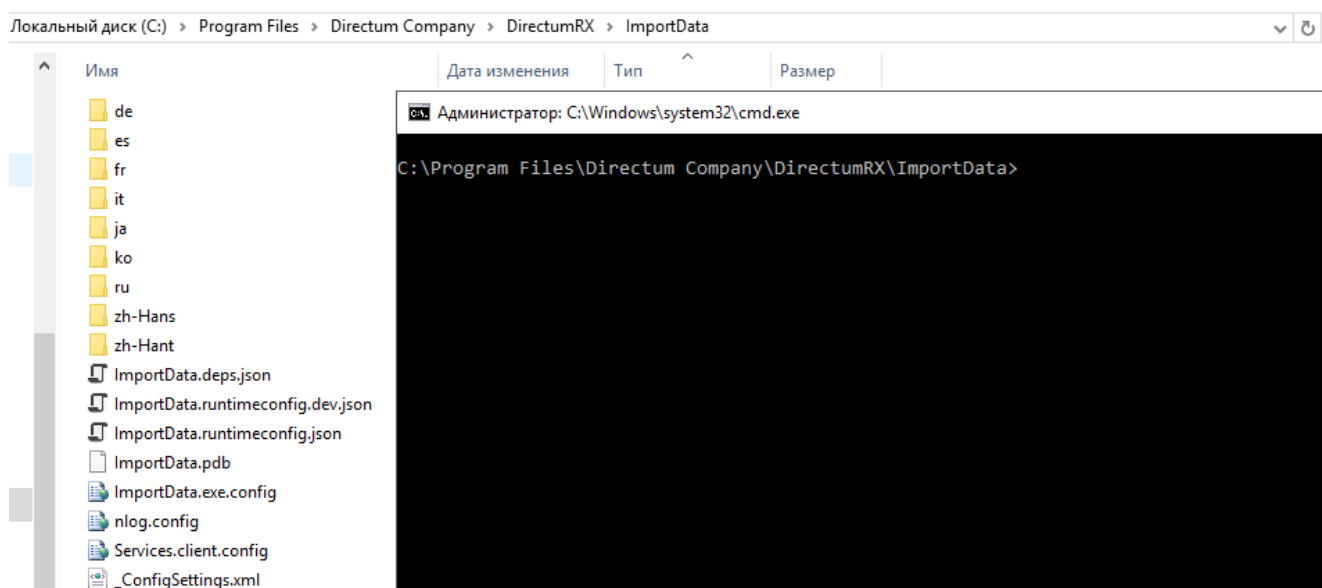 Локальный диск (C:) > Program Files > Directum Company > DirectumRX > ImportData
Имя Дата изменения Тип Размер
de
es
fr
it
ja
ko
ru
zh-Hans
zh-Hant
ImportData.deps.json
ImportData.runtimeconfig.dev.json
ImportData.runtimeconfig.json
ImportData.pdb
ImportData.exe.config
nlog.config
Services.client.config
_ConfigSettings.xml
C:\. Администратор: C:\Windows\system32\cmd.exe
C:\Program Files\Directum Company\DirectumRX\ImportData>